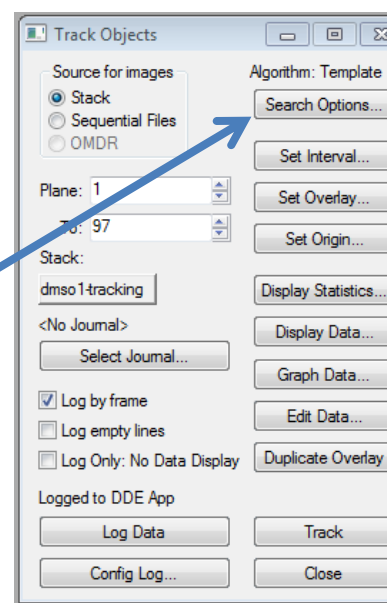 Track Objects
Source for images
Stack
Sequential Files
OMDR
Plane: 1
To: 97
Stack:
dmso1-tracking
<No Journal>
Select Journal...
Log by frame
Log empty lines
Log Only: No Data Display
Logged to DDE App
Log Data
Config Log...
Algorithm: Template
Search Options...
Set Interval...
Set Overlay...
Set Origin...
Display Statistics...
Display Data...
Graph Data...
Edit Data...
Duplicate Overlay
Track
Close